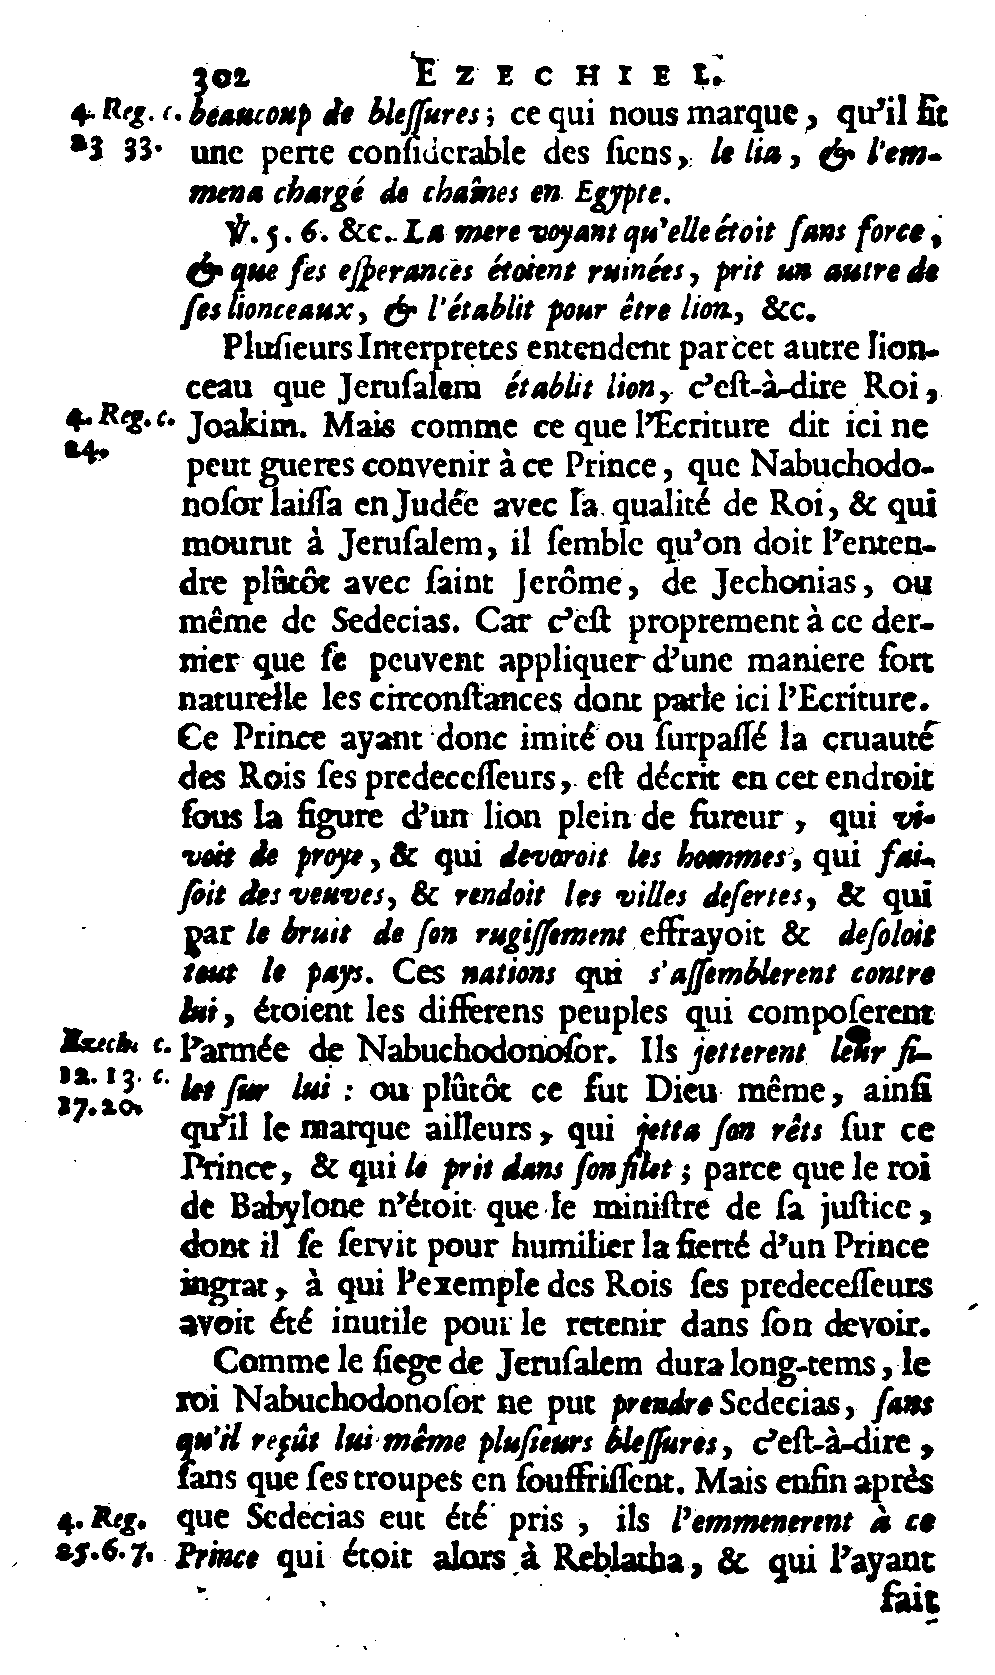 302 EZECHIEL.
4. Reg. c. beaucoup de bleſſures; ce qui nous marque, qu'il fit
23 33. une perte conſiderable des ſiens, le lia, & l'em-
mena chargé de chaînes en Egypte.
℣. 5. 6. &c. La mere voyant qu'elle étoit ſans force,
& que ſes eſperances étoient ruinées, prit un autre de
ſes lionceaux, & l'établit pour être lion, &c.
Pluſieurs Interpretes entendent par cet autre lion-
ceau que Jeruſalem établit lion, c'eſt-à-dire Roi,
4. Reg. c. Joakim. Mais comme ce que l'Ecriture dit ici ne
24. peut gueres convenir à ce Prince, que Nabuchodo-
noſor laiſſa en Judée avec la qualité de Roi, & qui
mourut à Jeruſalem, il ſemble qu'on doit l'enten-
dre plûtôt avec ſaint Jerôme, de Jechonias, ou
même de Sedecias. Car c'eſt proprement à ce der-
nier que ſe peuvent appliquer d'une maniere fort
naturelle les circonſtances dont parle ici l'Ecriture.
Ce Prince ayant donc imité ou ſurpaſſé la cruauté
des Rois ſes predeceſſeurs, eſt décrit en cet endroit
ſous la figure d'un lion plein de fureur, qui vi-
voit de proye, & qui devoroit les hommes, qui fai-
ſoit des veuves, & rendoit les villes deſertes, & qui
par le bruit de ſon rugiſſement effrayoit & deſoloit
tout le pays. Ces nations qui s'aſſemblerent contre
lui, étoient les differens peuples qui compoſerent
Ezech. c. l'armée de Nabuchodonoſor. Ils jetterent leur fi-
12. 13. c. let ſur lui : ou plûtôt ce fut Dieu même, ainſi
17. 20. qu'il le marque ailleurs, qui jetta ſon rêts ſur ce
Prince, & qui le prit dans ſon filet; parce que le roi
de Babylone n'étoit que le miniſtre de ſa juſtice,
dont il ſe ſervit pour humilier la fierté d'un Prince
ingrat, à qui l'exemple des Rois ſes predeceſſeurs
avoit été inutile pour le retenir dans ſon devoir.
Comme le ſiege de Jeruſalem dura long-tems, le
roi Nabuchodonoſor ne put prendre Sedecias, ſans
qu'il reçût lui même pluſieurs bleſſures, c'eſt-à-dire,
ſans que ſes troupes en ſouffriſſent. Mais enfin après
4. Reg. que Sedecias eut été pris, ils l'emmenerent à ce
25. 6. 7. Prince qui étoit alors à Reblatha, & qui l'ayant
fait